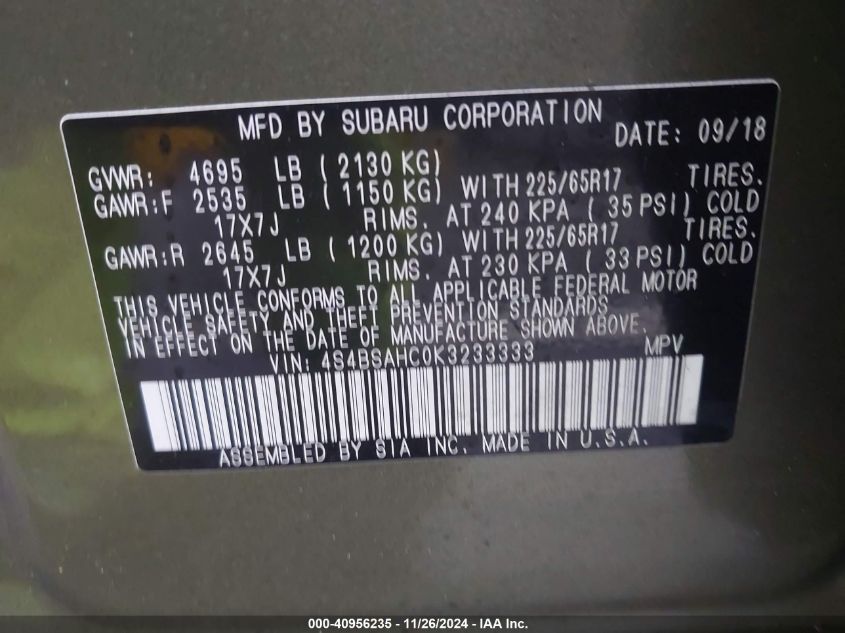 MFD BY SUBARU CORPORATION DATE: 09/18
GVWR: 4695 LB ( 2130 KG)
GAWR:F 2535 LB ( 1150 KG) WITH 225/65R17 TIRES.
17X7J RIMS. AT 240 KPA ( 35 PSI) COLD
GAWR:R 2645 LB ( 1200 KG) WITH 225/65R17 TIRES.
17X7J RIMS. AT 230 KPA ( 33 PSI) COLD
THIS VEHICLE CONFORMS TO ALL APPLICABLE FEDERAL MOTOR
VEHICLE SAFETY AND THEFT PREVENTION STANDARDS
IN EFFECT ON THE DATE OF MANUFACTURE SHOWN ABOVE.
VIN: 4S4BSAHC0K3233333 MPV
ASSEMBLED BY SIA INC. MADE IN U.S.A.
000-40956235 - 11/26/2024 - IAA Inc.